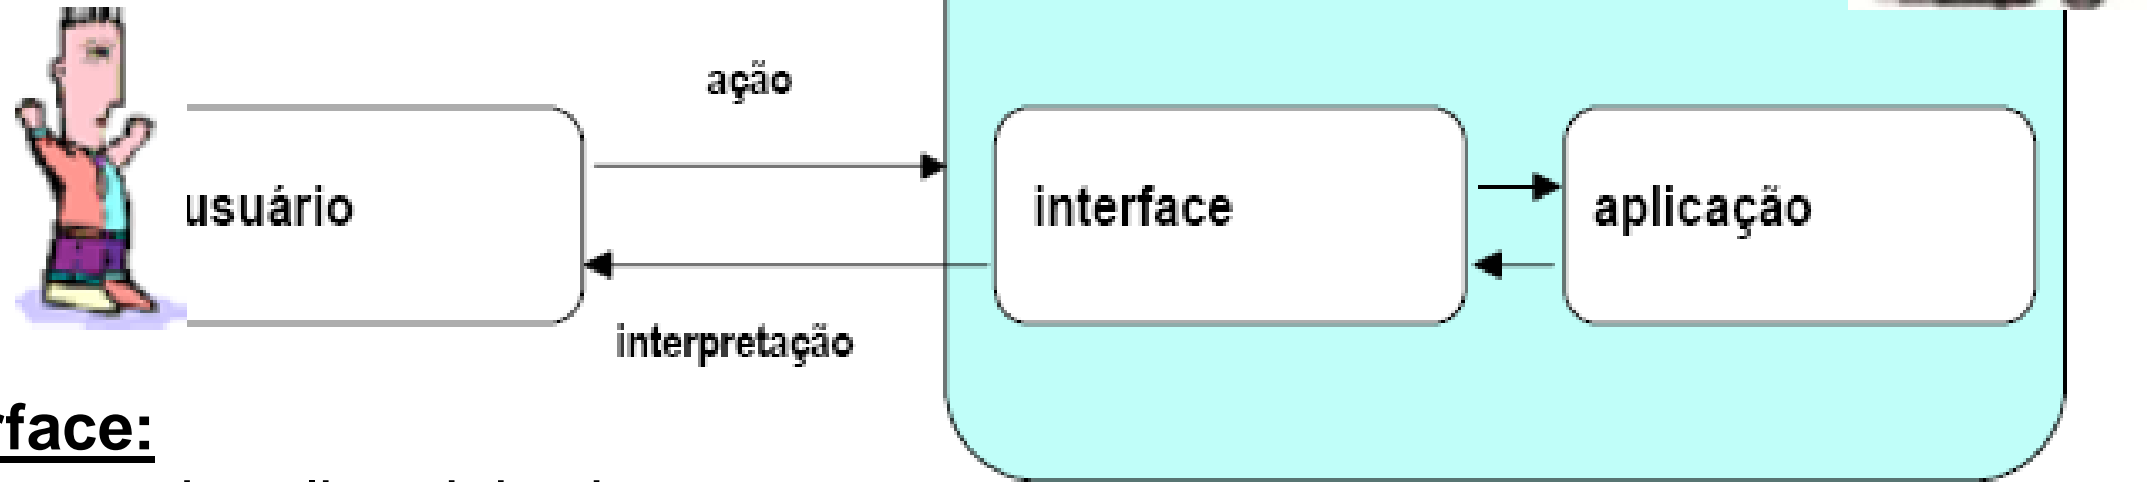 ação
usuário
interface
aplicação
interpretação
rface: